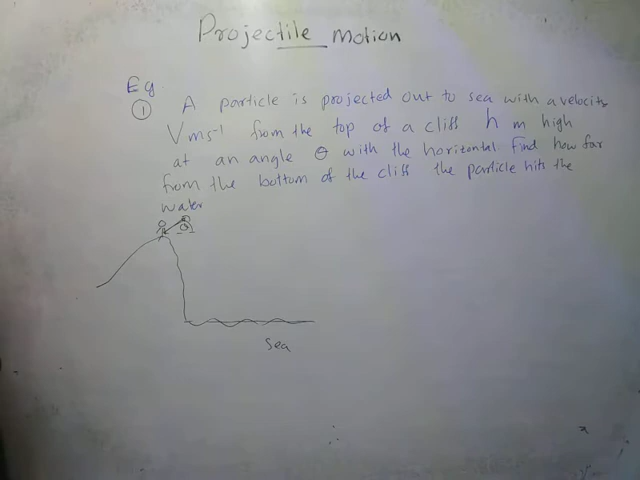 Projectile motion
Eg
① A particle is projected out to sea with a velocity
V ms-1 from the top of a cliff h m high
at an angle θ with the horizontal. Find how far
from the bottom of the cliff the particle hits the
water
θ
Sea